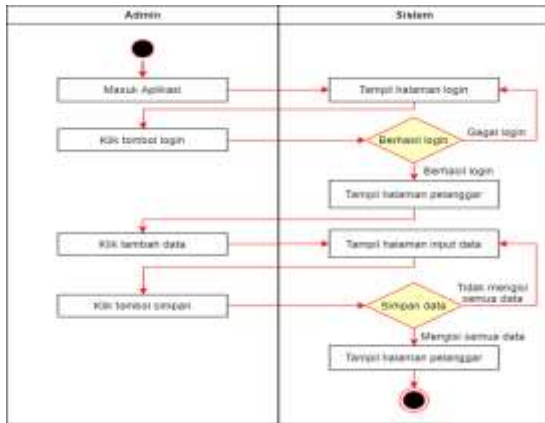 Admin
Sistem
Masuk Aplikasi
Tampil halaman login
Klik tombol login
Berhasil login
Gagal login
Berhasil login
Tampil halaman pelanggar
Klik tambah data
Tampil halaman input data
Tidak mengisi
semua data
Klik tombol simpan
Simpan data
Mengisi semua data
Tampil halaman pelanggar